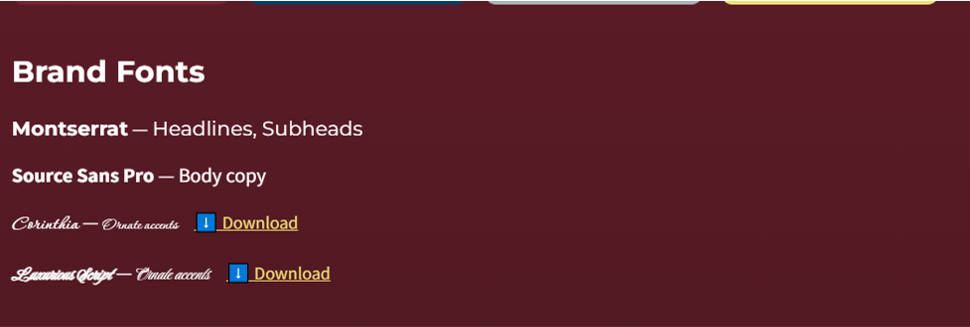 Brand Fonts
Montserrat — Headlines, Subheads
Source Sans Pro — Body copy
Corinthia — Ornate accents ⬇ Download
Luxurious Script — Ornate accents ⬇ Download